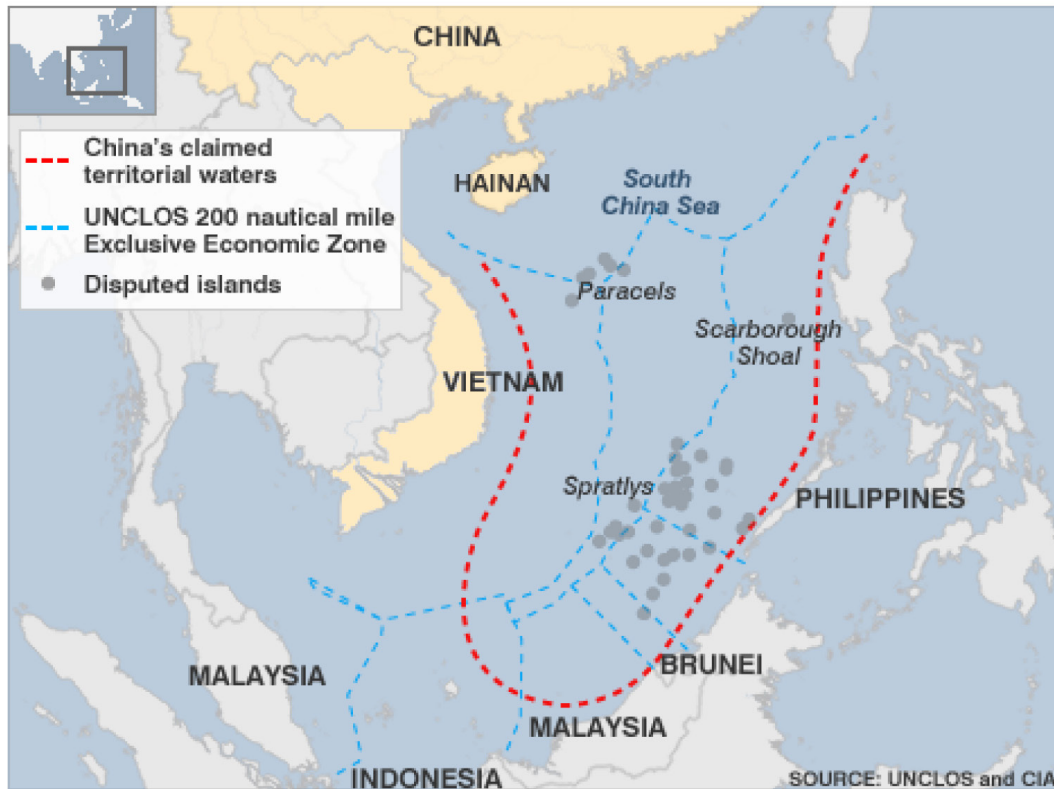 CHINA
China's claimed
territorial waters
UNCLOS 200 nautical mile
Exclusive Economic Zone
Disputed islands
HAINAN
South
China Sea
Paracels
Scarborough
Shoal
VIETNAM
Spratlys
PHILIPPINES
MALAYSIA
BRUNEI
MALAYSIA
INDONESIA
SOURCE: UNCLOS and CIA